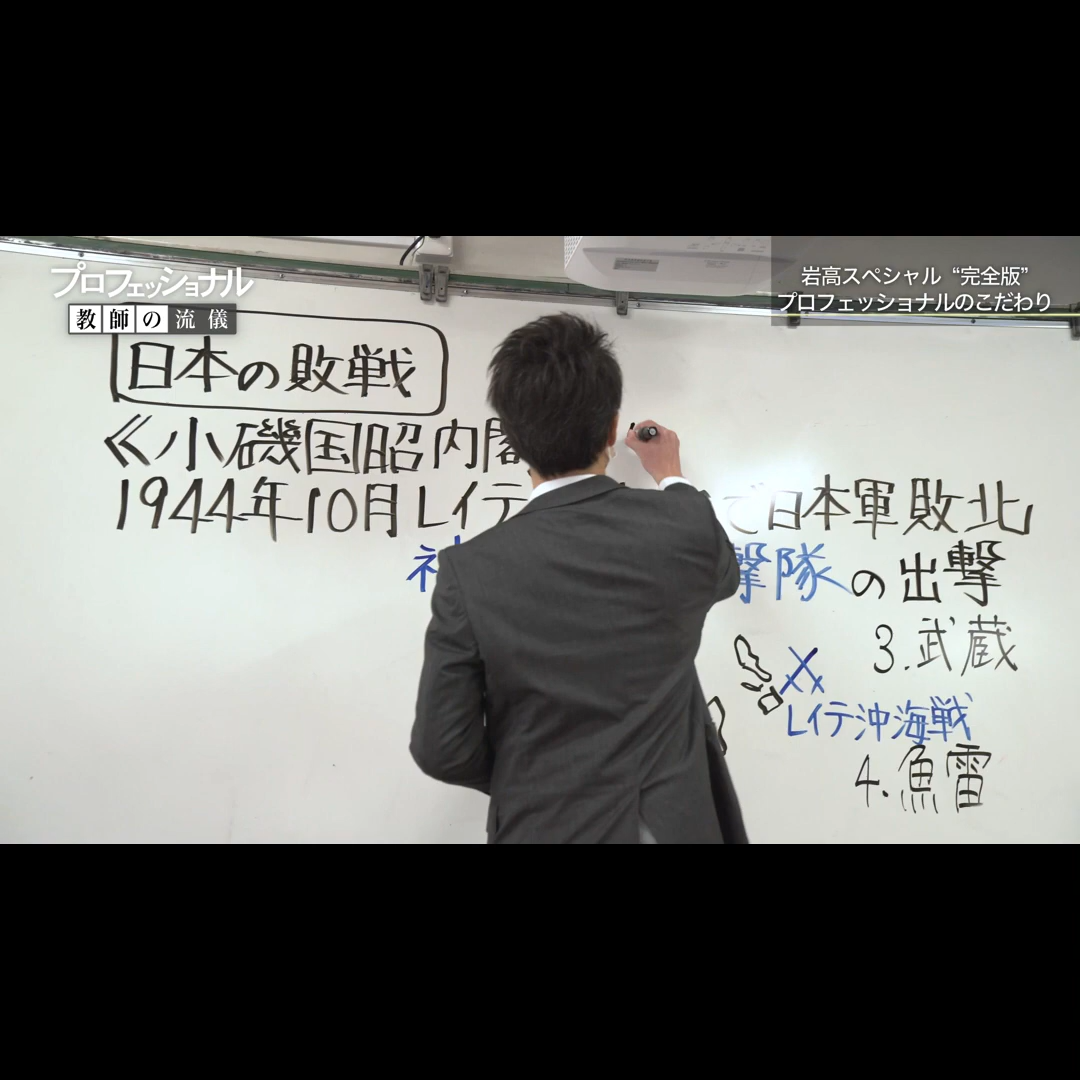 プロフェッショナル
教師の流儀
岩高スペシャル “完全版”
プロフェッショナルのこだわり
日本の敗戦
《小磯国昭内閣
1944年10月レイテ
で日本軍敗北
神
撃隊の出撃
3.武蔵
レイテ沖海戦
4.魚雷